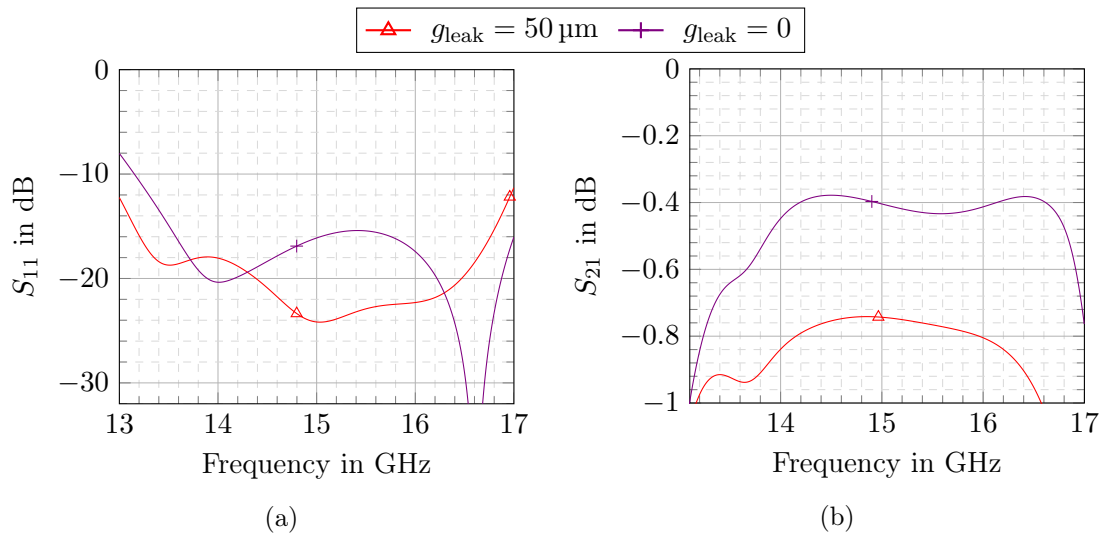 g_leak = 50 µm g_leak = 0
0
−10
−20
−30
S_11 in dB
13 14 15 16 17
Frequency in GHz
(a)
0
−0.2
−0.4
−0.6
−0.8
−1
S_21 in dB
14 15 16 17
Frequency in GHz
(b)